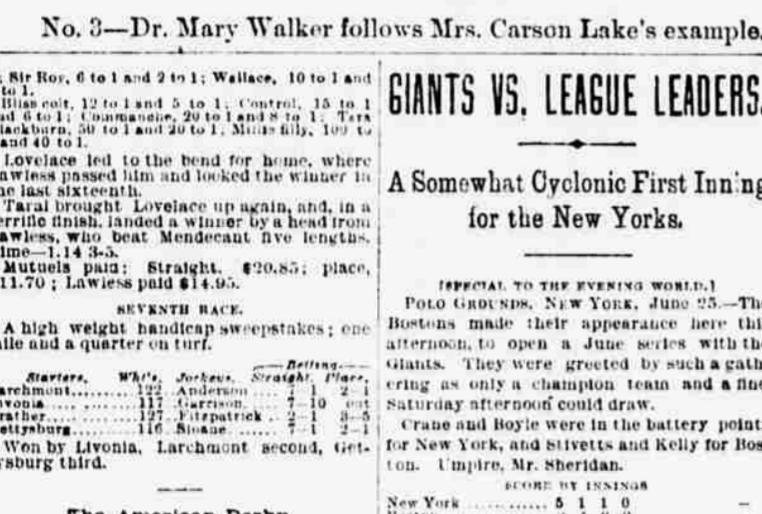 No. 3—Dr. Mary Walker follows Mrs. Carson Lake's example.
Sir Roy, 6 to 1 and 2 to 1; Wallace, 10 to 1 and
to 1.
Bliss colt, 12 to 1 and 5 to 1; Control, 15 to 1
6 to 1; Commanche, 20 to 1 and 8 to 1; Tara
50 to 1 and 20 to 1; Millis filly, 100 to
and 40 to 1.
Lovelace led to the bend for home, where
awless passed him and looked the winner in
he last sixteenth.
Taral brought Lovelace up again, and, in a
errific finish, landed a winner by a head from
awless, who beat Mendecant five lengths.
ime—1.14 3-5.
Mutuels paid: Straight, $20.85; place,
11.70; Lawless paid $14.95.
SEVENTH RACE.
A high weight handicap sweepstakes; one
ile and a quarter on turf.
Betting.
Starters. Wht's. Jockeys. Straight. Place.
archmont........122 Anderson.... 7-1 2-1
ivonia..........117 Harrison.... 7-10 out
rather..........127 Fitzpatrick.. 2-1 3-5
ettysburg.......116 Sloane...... 7-1 2-1
Won by Livonia, Larchmont second, Get-
ysburg third.
The American Derby
GIANTS VS. LEAGUE LEADERS.
A Somewhat Cyclonic First Inning
for the New Yorks.
[SPECIAL TO THE EVENING WORLD.]
POLO GROUNDS, NEW YORK, June 25.—The
Bostons made their appearance here this
afternoon, to open a June series with the
Giants. They were greeted by such a gath-
ering as only a champion team and a fine
Saturday afternoon could draw.
Crane and Boyle were in the battery points
for New York, and Stivetts and Kelly for Bos-
ton. Umpire, Mr. Sheridan.
SCORE BY INNINGS
New York ........... 5 1 1 0 —